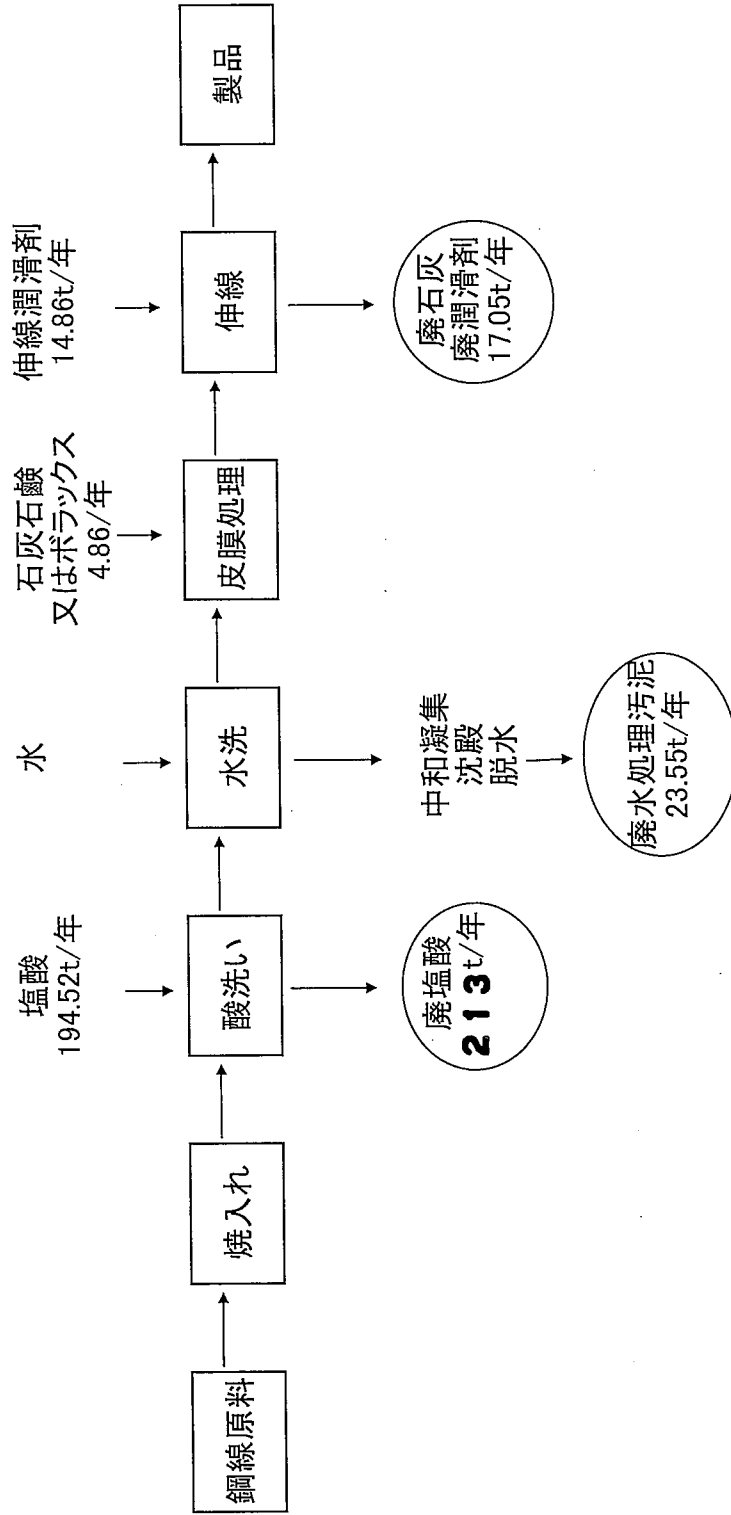 塩酸
194.52t/年
水
石灰石鹸
又はボラックス
4.86/年
伸線潤滑剤
14.86t/年
鋼線原料
焼入れ
酸洗い
水洗
皮膜処理
伸線
製品
廃塩酸
213t/年
中和凝集
沈殿
脱水
廃水処理汚泥
23.55t/年
廃石灰
廃潤滑剤
17.05t/年